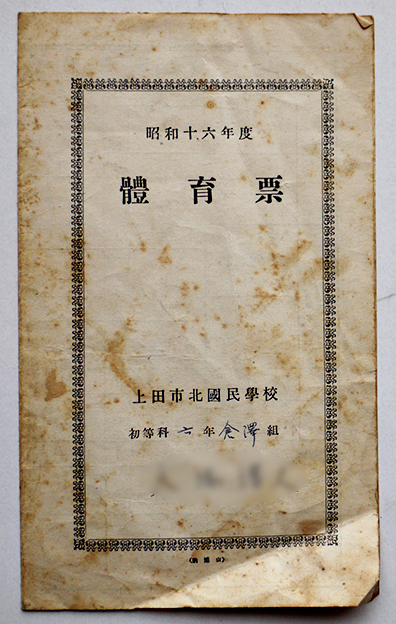 昭和十六年度
體育票
上田市北國民學校
初等科六年倉澤組